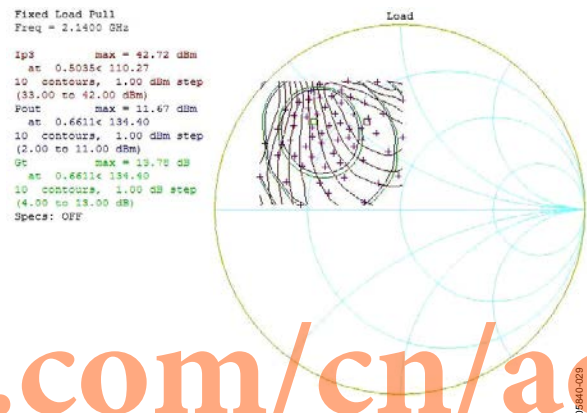 Fixed Load Pull
Freq = 2.1400 GHz
Load
Ip3 max = 42.72 dBm
at 0.5035< 110.27
10 contours, 1.00 dBm step
(33.00 to 42.00 dBm)
Pout max = 11.67 dBm
at 0.6611< 134.40
10 contours, 1.00 dBm step
(2.00 to 11.00 dBm)
Gt max = 13.78 dB
at 0.6611< 134.40
10 contours, 1.00 dB step
(4.00 to 13.00 dB)
Specs: OFF
.com/cn/a
05840-029